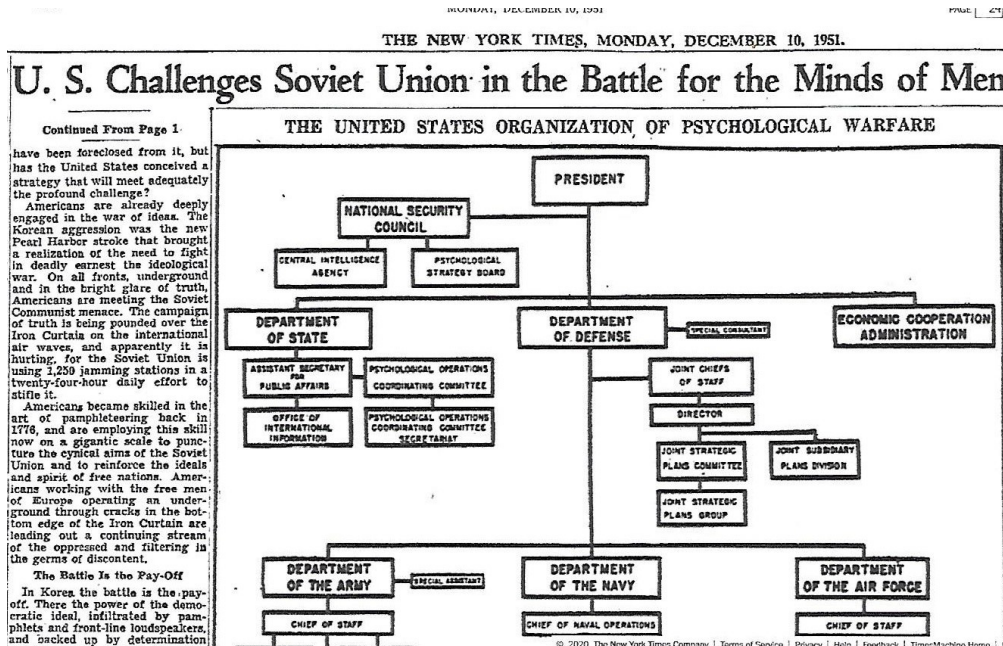 MONDAY, DECEMBER 10, 1951
PAGE 24
THE NEW YORK TIMES, MONDAY, DECEMBER 10, 1951.
U. S. Challenges Soviet Union in the Battle for the Minds of Men
Continued From Page 1
have been foreclosed from it, but
has the United States conceived a
strategy that will meet adequately
the profound challenge?
Americans are already deeply
engaged in the war of ideas. The
Korean aggression was the new
Pearl Harbor stroke that brought
a realization of the need to fight
in deadly earnest the ideological
war. On all fronts, underground
and in the bright glare of truth,
Americans are meeting the Soviet
Communist menace. The campaign
of truth is being pounded over the
Iron Curtain on the international
air waves, and apparently it is
hurting, for the Soviet Union is
using 1,250 jamming stations in a
twenty-four-hour daily effort to
stifle it.
Americans became skilled in the
art of pamphleteering back in
1776, and are employing this skill
now on a gigantic scale to punc-
ture the cynical aims of the Soviet
Union and to reinforce the ideals
and spirit of free nations. Amer-
icans working with the free men
of Europe operating an under-
ground through cracks in the bot-
tom edge of the Iron Curtain are
leading out a continuing stream
of the oppressed and filtering in
the germs of discontent.
The Battle Is the Pay-Off
In Korea the battle is the pay-
off. There the power of the demo-
cratic ideal, infiltrated by pam-
phlets and front-line loudspeakers,
and backed up by determination
THE UNITED STATES ORGANIZATION OF PSYCHOLOGICAL WARFARE
PRESIDENT
NATIONAL SECURITY
COUNCIL
CENTRAL INTELLIGENCE
AGENCY
PSYCHOLOGICAL
STRATEGY BOARD
DEPARTMENT
OF STATE
DEPARTMENT
OF DEFENSE
SPECIAL CONSULTANT
ECONOMIC COOPERATION
ADMINISTRATION
ASSISTANT SECRETARY
FOR
PUBLIC AFFAIRS
PSYCHOLOGICAL OPERATIONS
COORDINATING COMMITTEE
JOINT CHIEFS
OF STAFF
OFFICE OF
INTERNATIONAL
INFORMATION
PSYCHOLOGICAL OPERATIONS
COORDINATING COMMITTEE
SECRETARIAT
DIRECTOR
JOINT STRATEGIC
PLANS COMMITTEE
JOINT SUBSIDIARY
PLANS DIVISION
JOINT STRATEGIC
PLANS GROUP
DEPARTMENT
OF THE ARMY
SPECIAL ASSISTANT
DEPARTMENT
OF THE NAVY
DEPARTMENT
OF THE AIR FORCE
CHIEF OF STAFF
CHIEF OF NAVAL OPERATIONS
CHIEF OF STAFF
© 2020 The New York Times Company | Terms of Service | Privacy | Help | Feedback | TimesMachine Home |